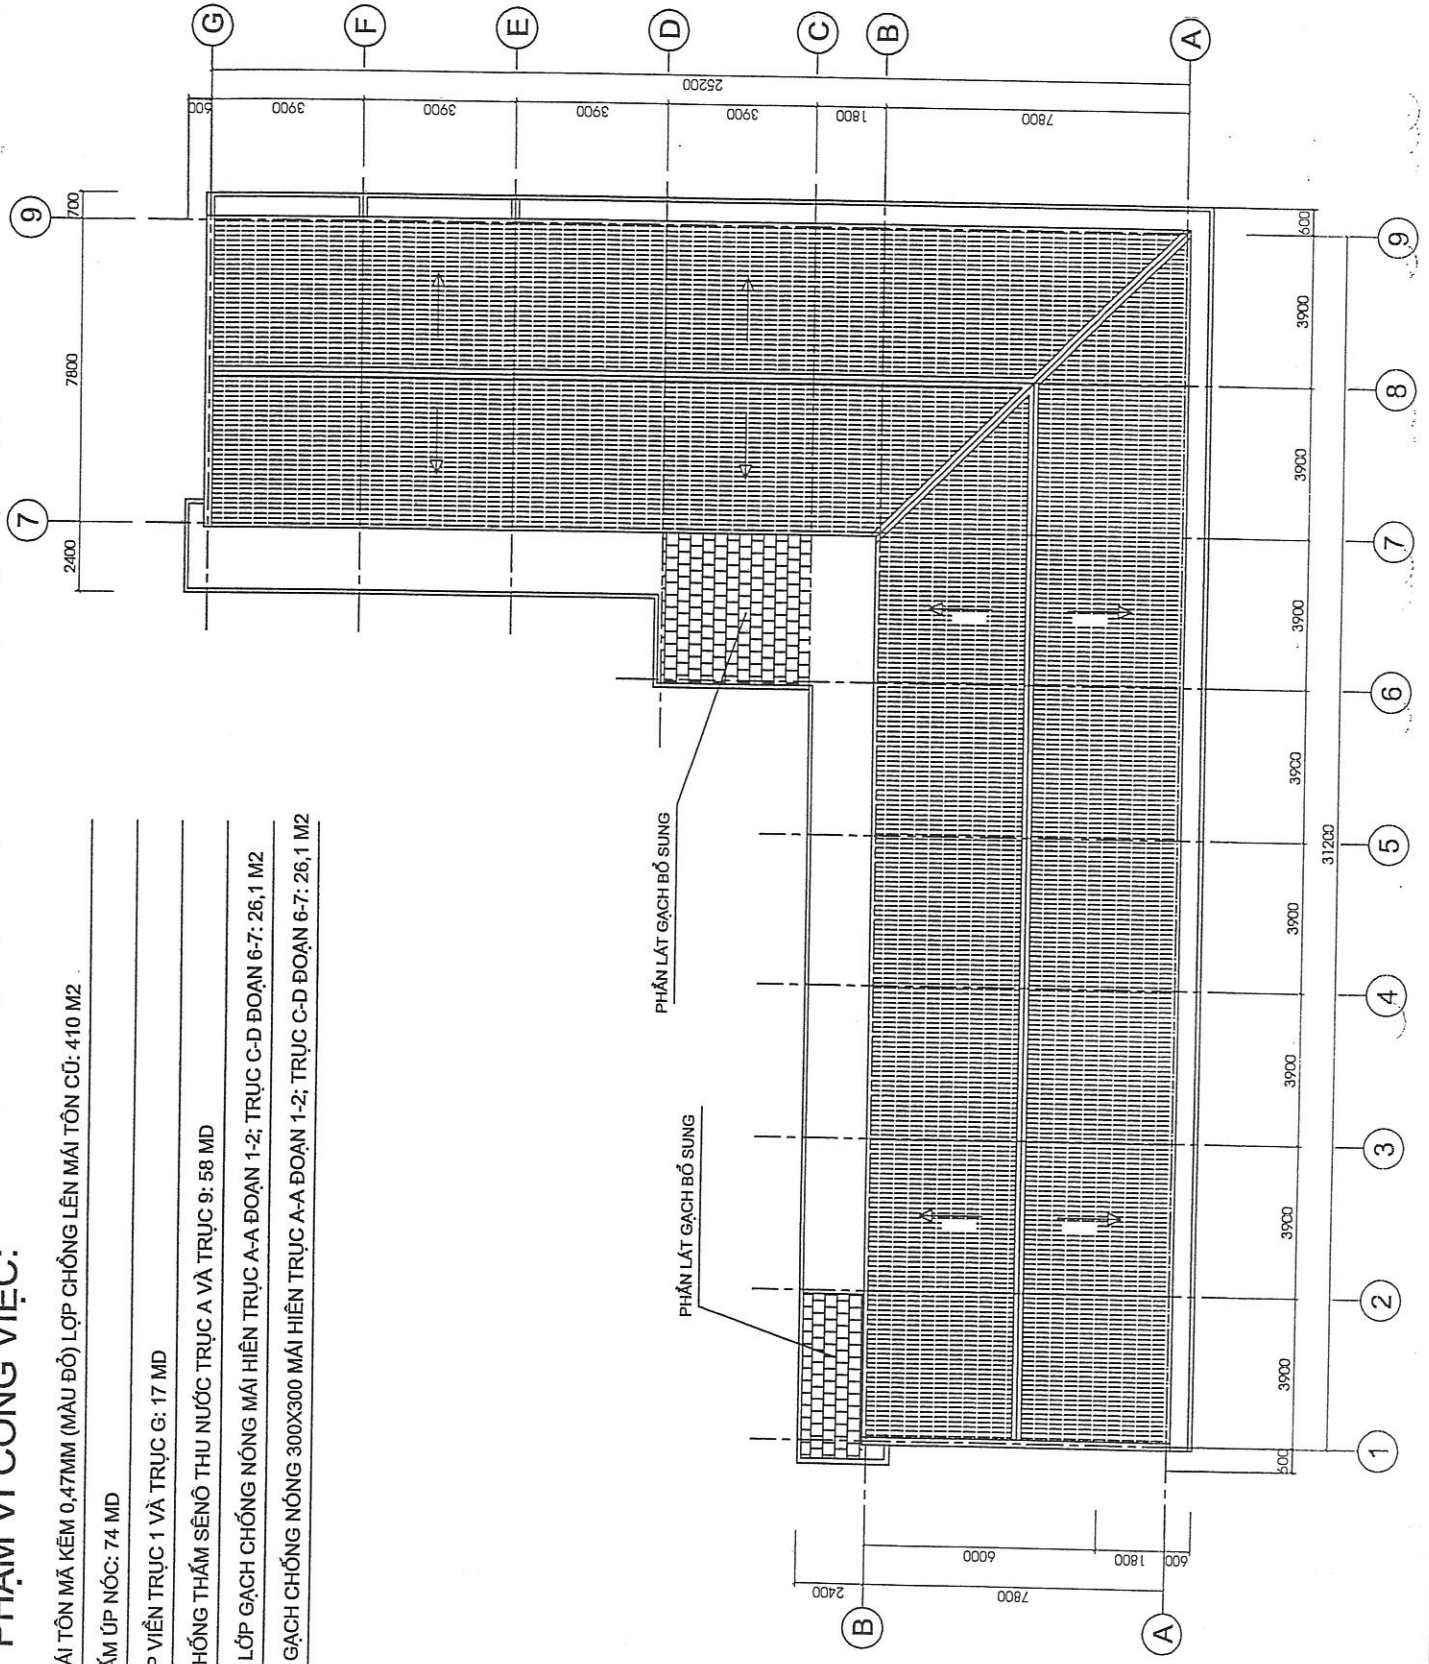 PHẠM VI CÔNG VIỆC:
ÁI TÔN MÃ KẼM 0,47MM (MÀU ĐỎ) LỢP CHỒNG LÊN MÁI TÔN CŨ: 410 M2
ẤM ÚP NÓC: 74 MD
P VIỀN TRỤC 1 VÀ TRỤC G: 17 MD
HỐNG THẤM SÊNÔ THU NƯỚC TRỤC A VÀ TRỤC 9: 58 MD
LỚP GẠCH CHỐNG NÓNG MÁI HIÊN TRỤC A-A ĐOẠN 1-2; TRỤC C-D ĐOẠN 6-7: 26,1 M2
GẠCH CHỐNG NÓNG 300X300 MÁI HIÊN TRỤC A-A ĐOẠN 1-2; TRỤC C-D ĐOẠN 6-7: 26,1 M2
PHẦN LÁT GẠCH BỔ SUNG
PHẦN LÁT GẠCH BỔ SUNG
7
9
2400
7800
700
G
F
E
D
C
B
A
600
3900
3900
3900
3900
1800
7800
25200
B
A
2400
7800
6000
1800
600
600
3900
3900
3900
3900
3900
3900
3900
3900
600
31200
1
2
3
4
5
6
7
8
9